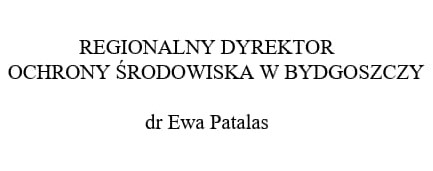 REGIONALNY DYREKTOR
OCHRONY ŚRODOWISKA W BYDGOSZCZY
dr Ewa Patalas